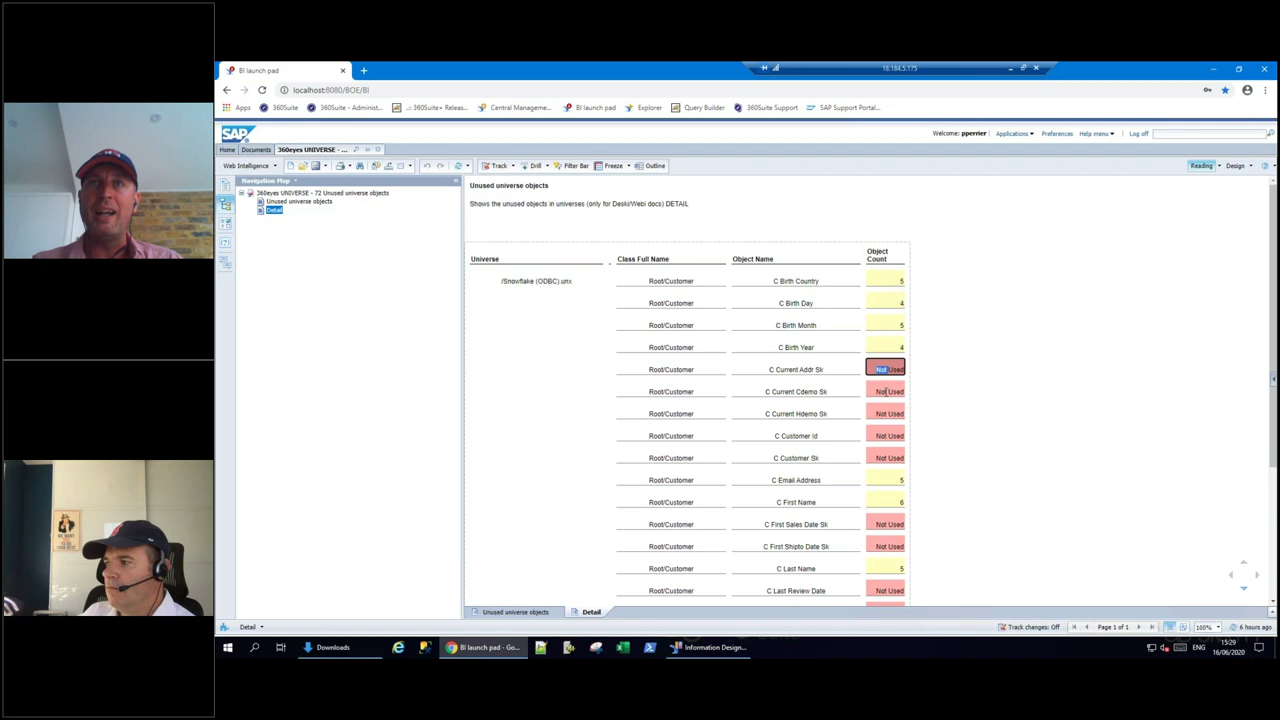 BI launch pad
18.184.5.175
localhost:8080/BOE/BI
Apps 360Suite 360Suite - Administ... 360Suite+ Releas... Central Manageme... BI launch pad Explorer Query Builder 360Suite Support SAP Support Portal...
SAP Welcome: pperrier Applications Preferences Help menu Log off
Home Documents 360eyes UNIVERSE - ...
Web Intelligence Track Drill Filter Bar Freeze Outline Reading Design
Navigation Map
360eyes UNIVERSE - 72 Unused universe objects
Unused universe objects
Detail
Unused universe objects
Shows the unused objects in universes (only for Deski/Webi docs) DETAIL
Universe Class Full Name Object Name Object Count
/Snowflake (ODBC).unx Root/Customer C Birth Country 5
Root/Customer C Birth Day 4
Root/Customer C Birth Month 5
Root/Customer C Birth Year 4
Root/Customer C Current Addr Sk Not Used
Root/Customer C Current Cdemo Sk Not Used
Root/Customer C Current Hdemo Sk Not Used
Root/Customer C Customer Id Not Used
Root/Customer C Customer Sk Not Used
Root/Customer C Email Address 5
Root/Customer C First Name 6
Root/Customer C First Sales Date Sk Not Used
Root/Customer C First Shipto Date Sk Not Used
Root/Customer C Last Name 5
Root/Customer C Last Review Date Not Used
Unused universe objects Detail
Detail Track changes: Off Page 1 of 1 100% 6 hours ago
Downloads BI launch pad - Go... Information Design... ENG 15:29
16/06/2020